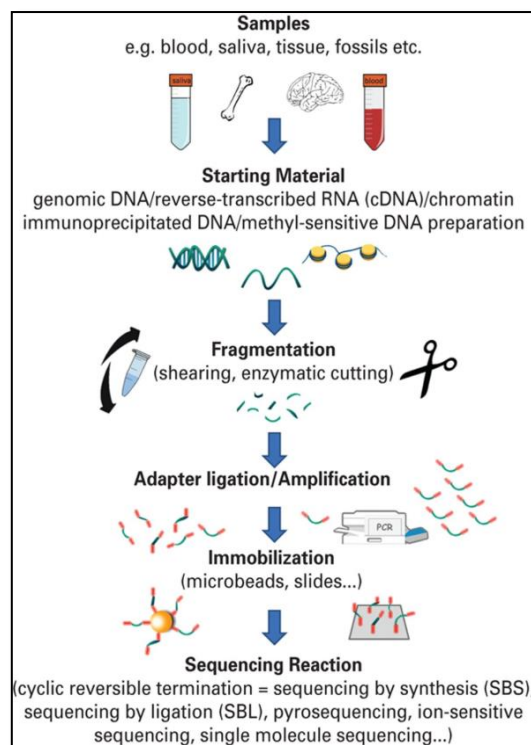 Samples
e.g. blood, saliva, tissue, fossils etc.
saliva
blood
Starting Material
genomic DNA/reverse-transcribed RNA (cDNA)/chromatin
immunoprecipitated DNA/methyl-sensitive DNA preparation
Fragmentation
(shearing, enzymatic cutting)
Adapter ligation/Amplification
PCR
Immobilization
(microbeads, slides...)
Sequencing Reaction
(cyclic reversible termination = sequencing by synthesis (SBS)
sequencing by ligation (SBL), pyrosequencing, ion-sensitive
sequencing, single molecule sequencing...)